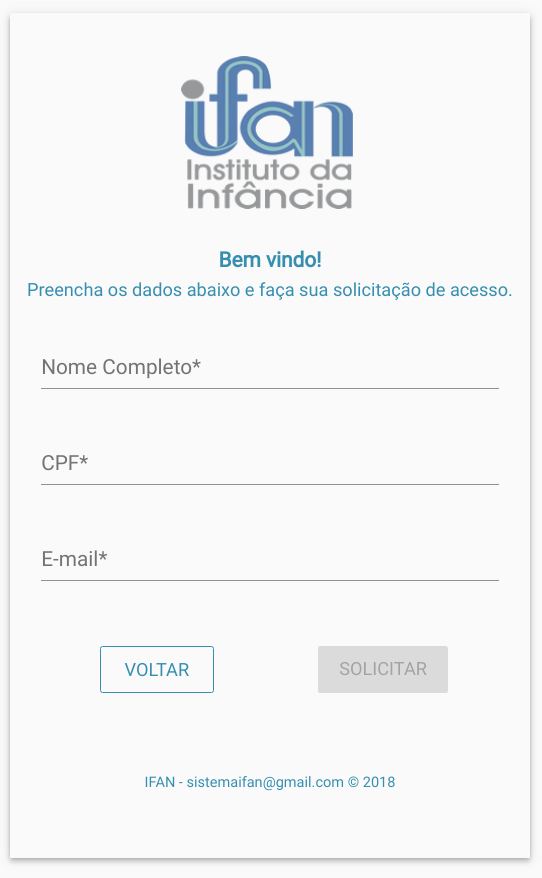 ifan
Instituto da
Infância
Bem vindo!
Preencha os dados abaixo e faça sua solicitação de acesso.
Nome Completo*
CPF*
E-mail*
VOLTAR
SOLICITAR
IFAN - sistemaifan@gmail.com © 2018